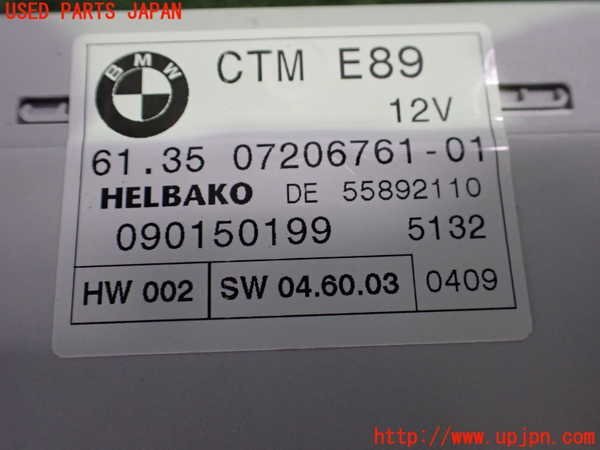 USED PARTS JAPAN
BMW
CTM E89
12V
61.35 07206761-01
HELBAKO DE 55892110
090150199 5132
HW 002 SW 04.60.03 0409
http://www.upjpn.com/